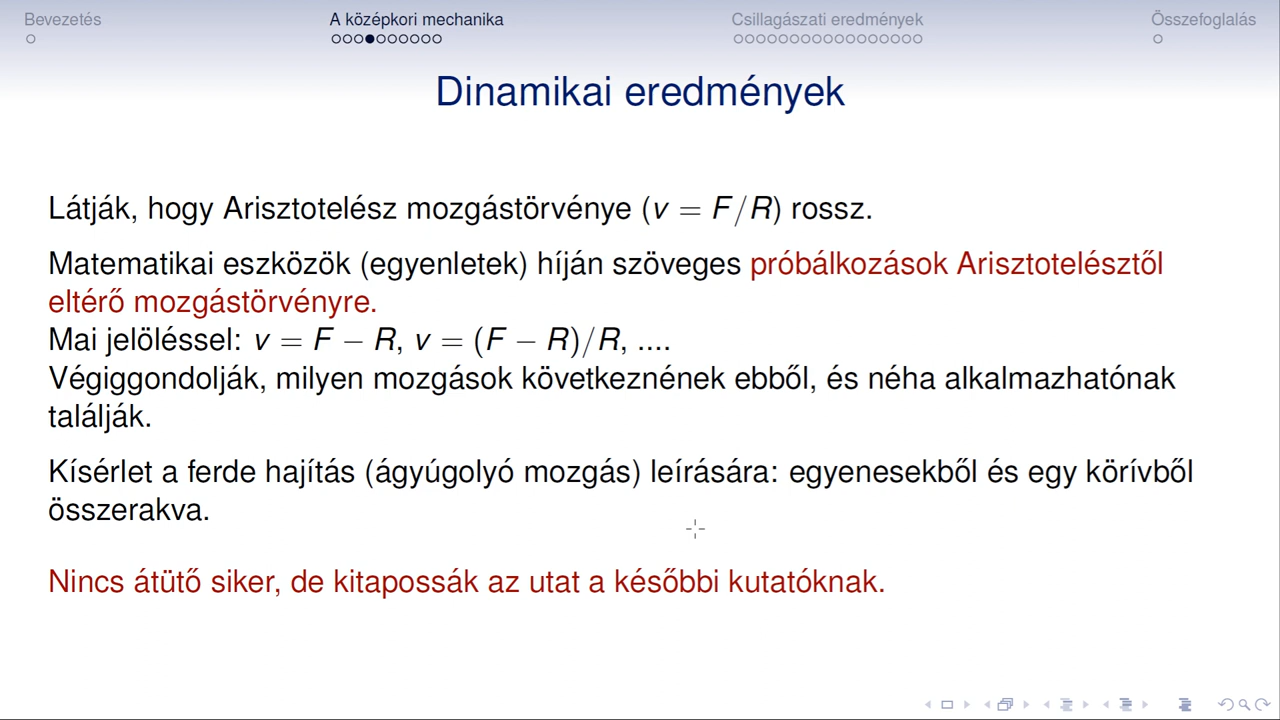 Bevezetés
A középkori mechanika
Csillagászati eredmények
Összefoglalás
Dinamikai eredmények
Látják, hogy Arisztotelész mozgástörvénye (v = F/R) rossz.
Matematikai eszközök (egyenletek) híján szöveges próbálkozások Arisztotelésztől
eltérő mozgástörvényre.
Mai jelöléssel: v = F − R, v = (F − R)/R, ....
Végiggondolják, milyen mozgások következnének ebből, és néha alkalmazhatónak
találják.
Kísérlet a ferde hajítás (ágyúgolyó mozgás) leírására: egyenesekből és egy körívből
összerakva.
Nincs átütő siker, de kitapossák az utat a későbbi kutatóknak.